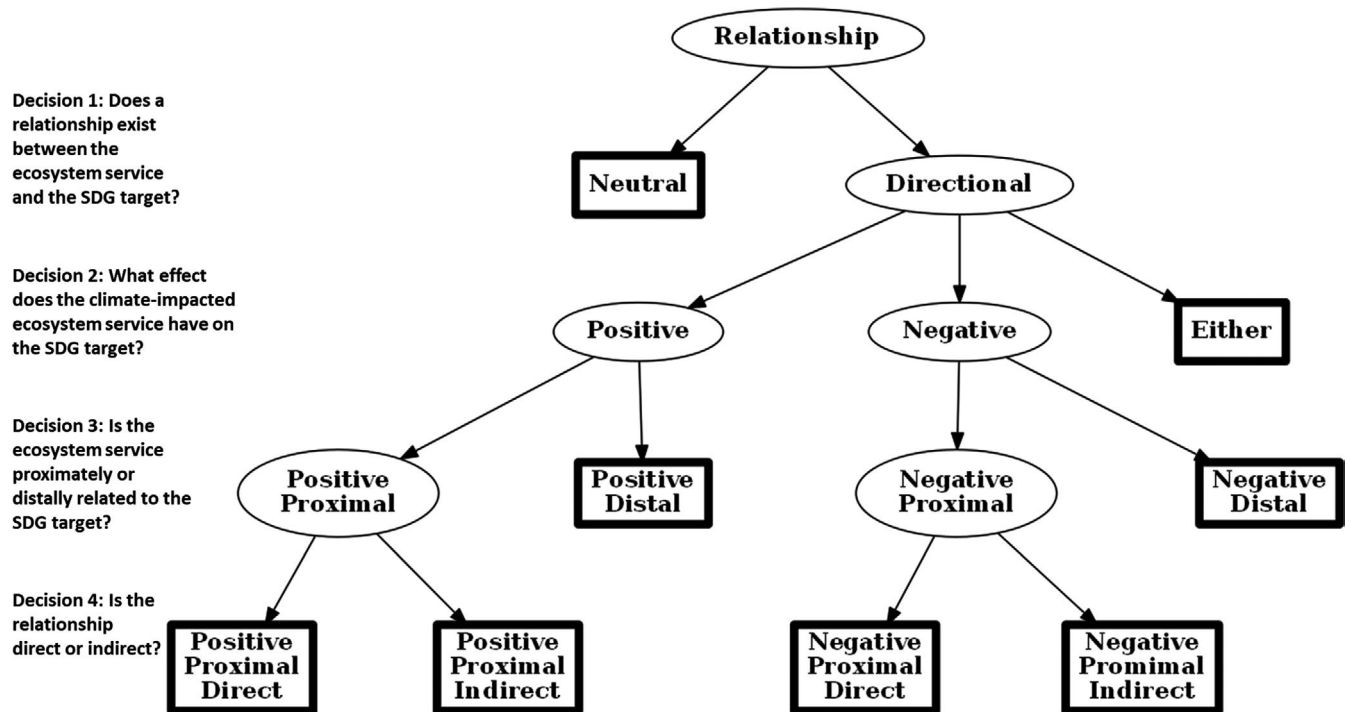 Relationship
Decision 1: Does a
relationship exist
between the
ecosystem service
and the SDG target?
Neutral
Directional
Decision 2: What effect
does the climate-impacted
ecosystem service have on
the SDG target?
Positive
Negative
Either
Decision 3: Is the
ecosystem service
proximately or
distally related to the
SDG target?
Positive
Proximal
Positive
Distal
Negative
Proximal
Negative
Distal
Decision 4: Is the
relationship
direct or indirect?
Positive
Proximal
Direct
Positive
Proximal
Indirect
Negative
Proximal
Direct
Negative
Promimal
Indirect